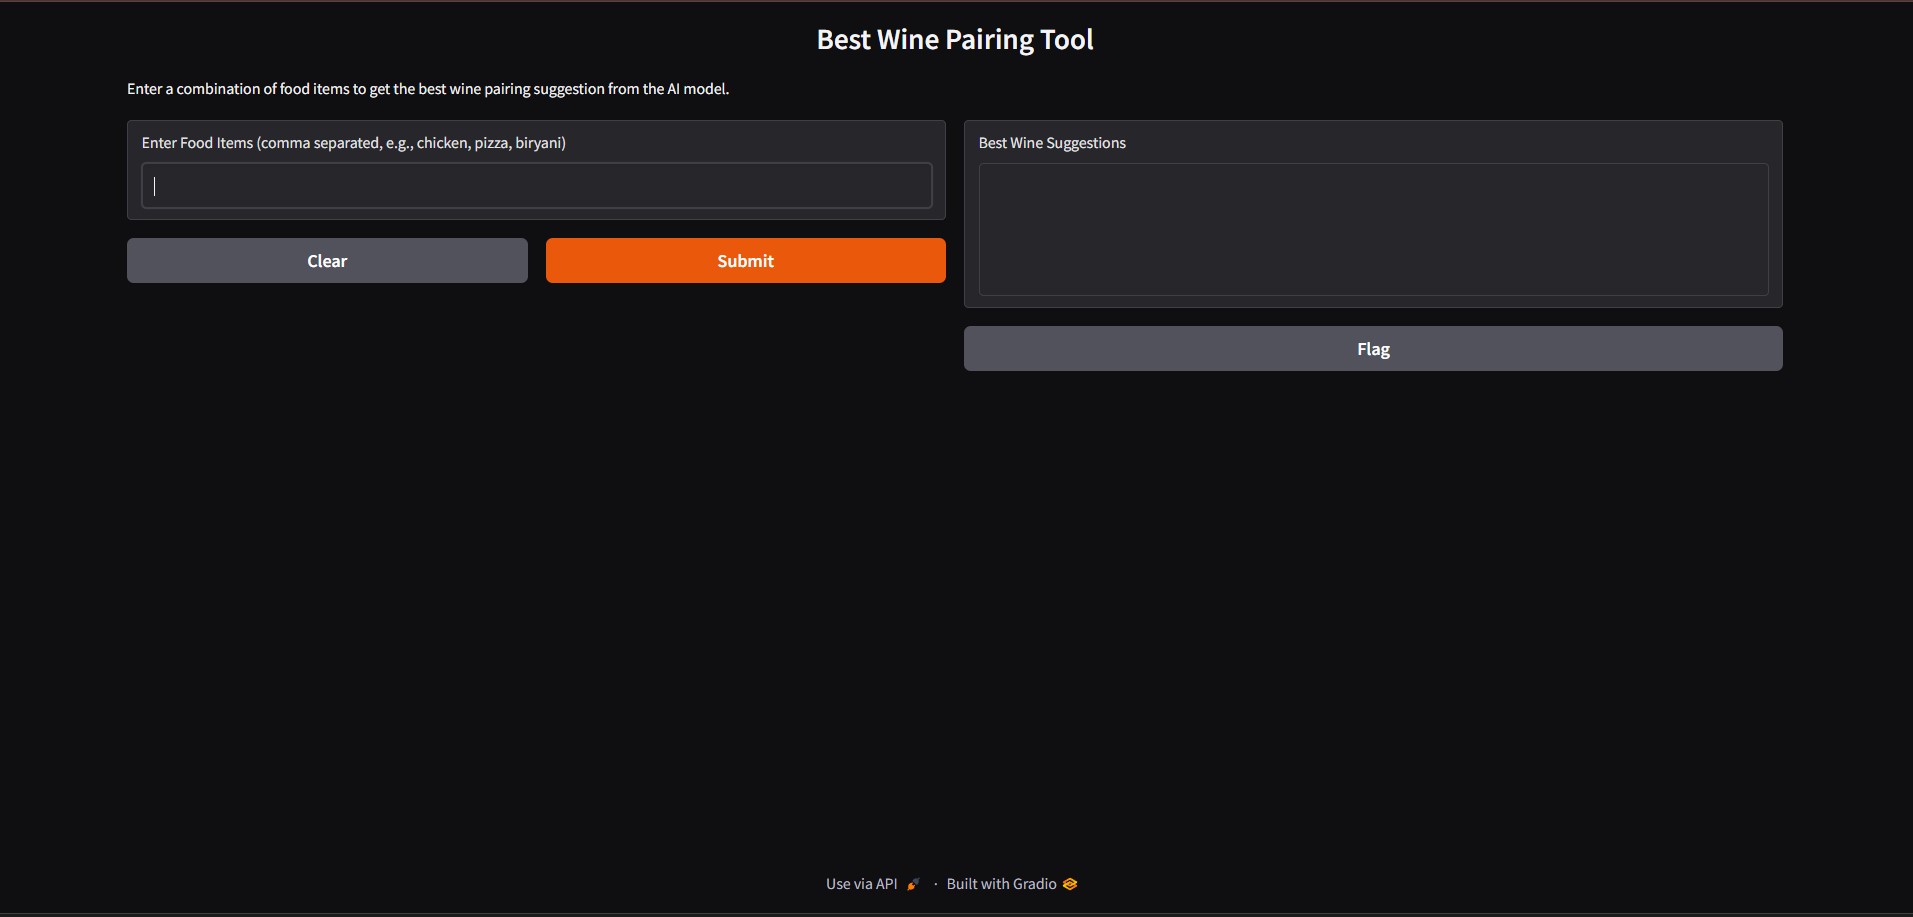 Best Wine Pairing Tool
Enter a combination of food items to get the best wine pairing suggestion from the AI model.
Enter Food Items (comma separated, e.g., chicken, pizza, biryani)
Clear
Submit
Best Wine Suggestions
Flag
Use via API · Built with Gradio